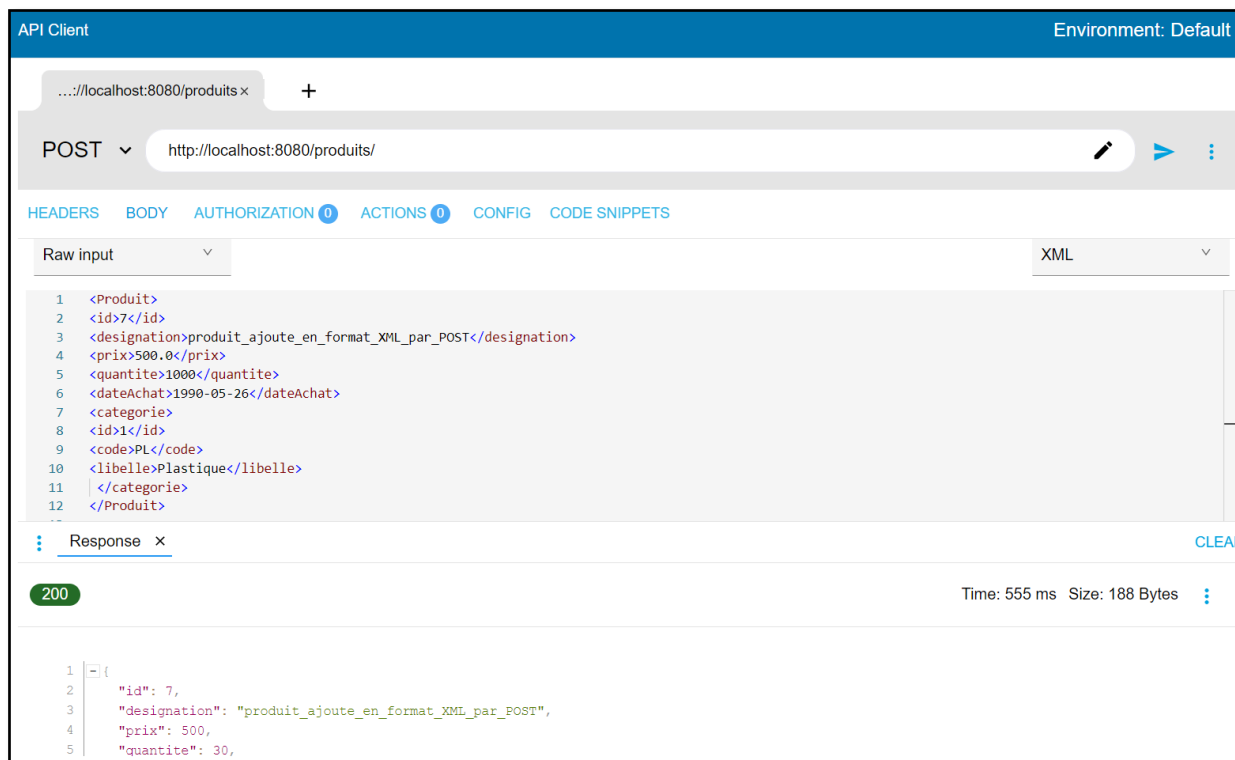 API Client Environment: Default
…://localhost:8080/produits × +
POST http://localhost:8080/produits/
HEADERS BODY AUTHORIZATION 0 ACTIONS 0 CONFIG CODE SNIPPETS
Raw input XML
1 <Produit>
2 <id>7</id>
3 <designation>produit_ajoute_en_format_XML_par_POST</designation>
4 <prix>500.0</prix>
5 <quantite>1000</quantite>
6 <dateAchat>1990-05-26</dateAchat>
7 <categorie>
8 <id>1</id>
9 <code>PL</code>
10 <libelle>Plastique</libelle>
11 </categorie>
12 </Produit>
Response × CLEA
200 Time: 555 ms Size: 188 Bytes
1 {
2 "id": 7,
3 "designation": "produit_ajoute_en_format_XML_par_POST",
4 "prix": 500,
5 "quantite": 30,